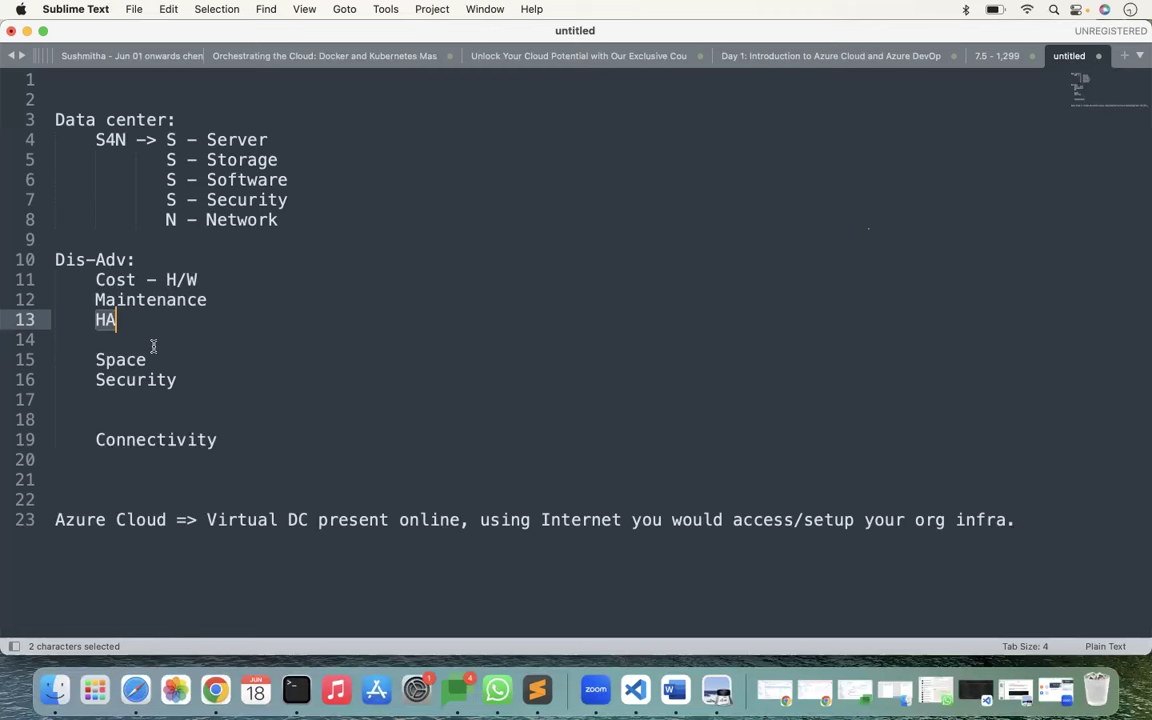 Sublime Text File Edit Selection Find View Goto Tools Project Window Help
untitled
UNREGISTERED
Sushmitha - Jun 01 onwards chen
Orchestrating the Cloud: Docker and Kubernetes Mas
Unlock Your Cloud Potential with Our Exclusive Cou
Day 1: Introduction to Azure Cloud and Azure DevOp
7.5 - 1,299
untitled
1
2
3 Data center:
4 S4N -> S - Server
5 S - Storage
6 S - Software
7 S - Security
8 N - Network
9
10 Dis-Adv:
11 Cost - H/W
12 Maintenance
13 HA
14
15 Space
16 Security
17
18
19 Connectivity
20
21
22
23 Azure Cloud => Virtual DC present online, using Internet you would access/setup your org infra.
2 characters selected
Tab Size: 4
Plain Text
JUN
18
1
4
zoom